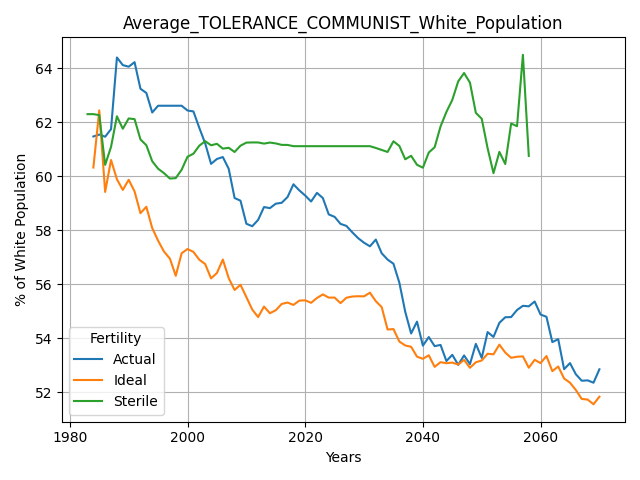 Average_TOLERANCE_COMMUNIST_White_Population
% of White Population
64
62
60
58
56
54
52
Fertility
Actual
Ideal
Sterile
1980
2000
2020
2040
2060
Years